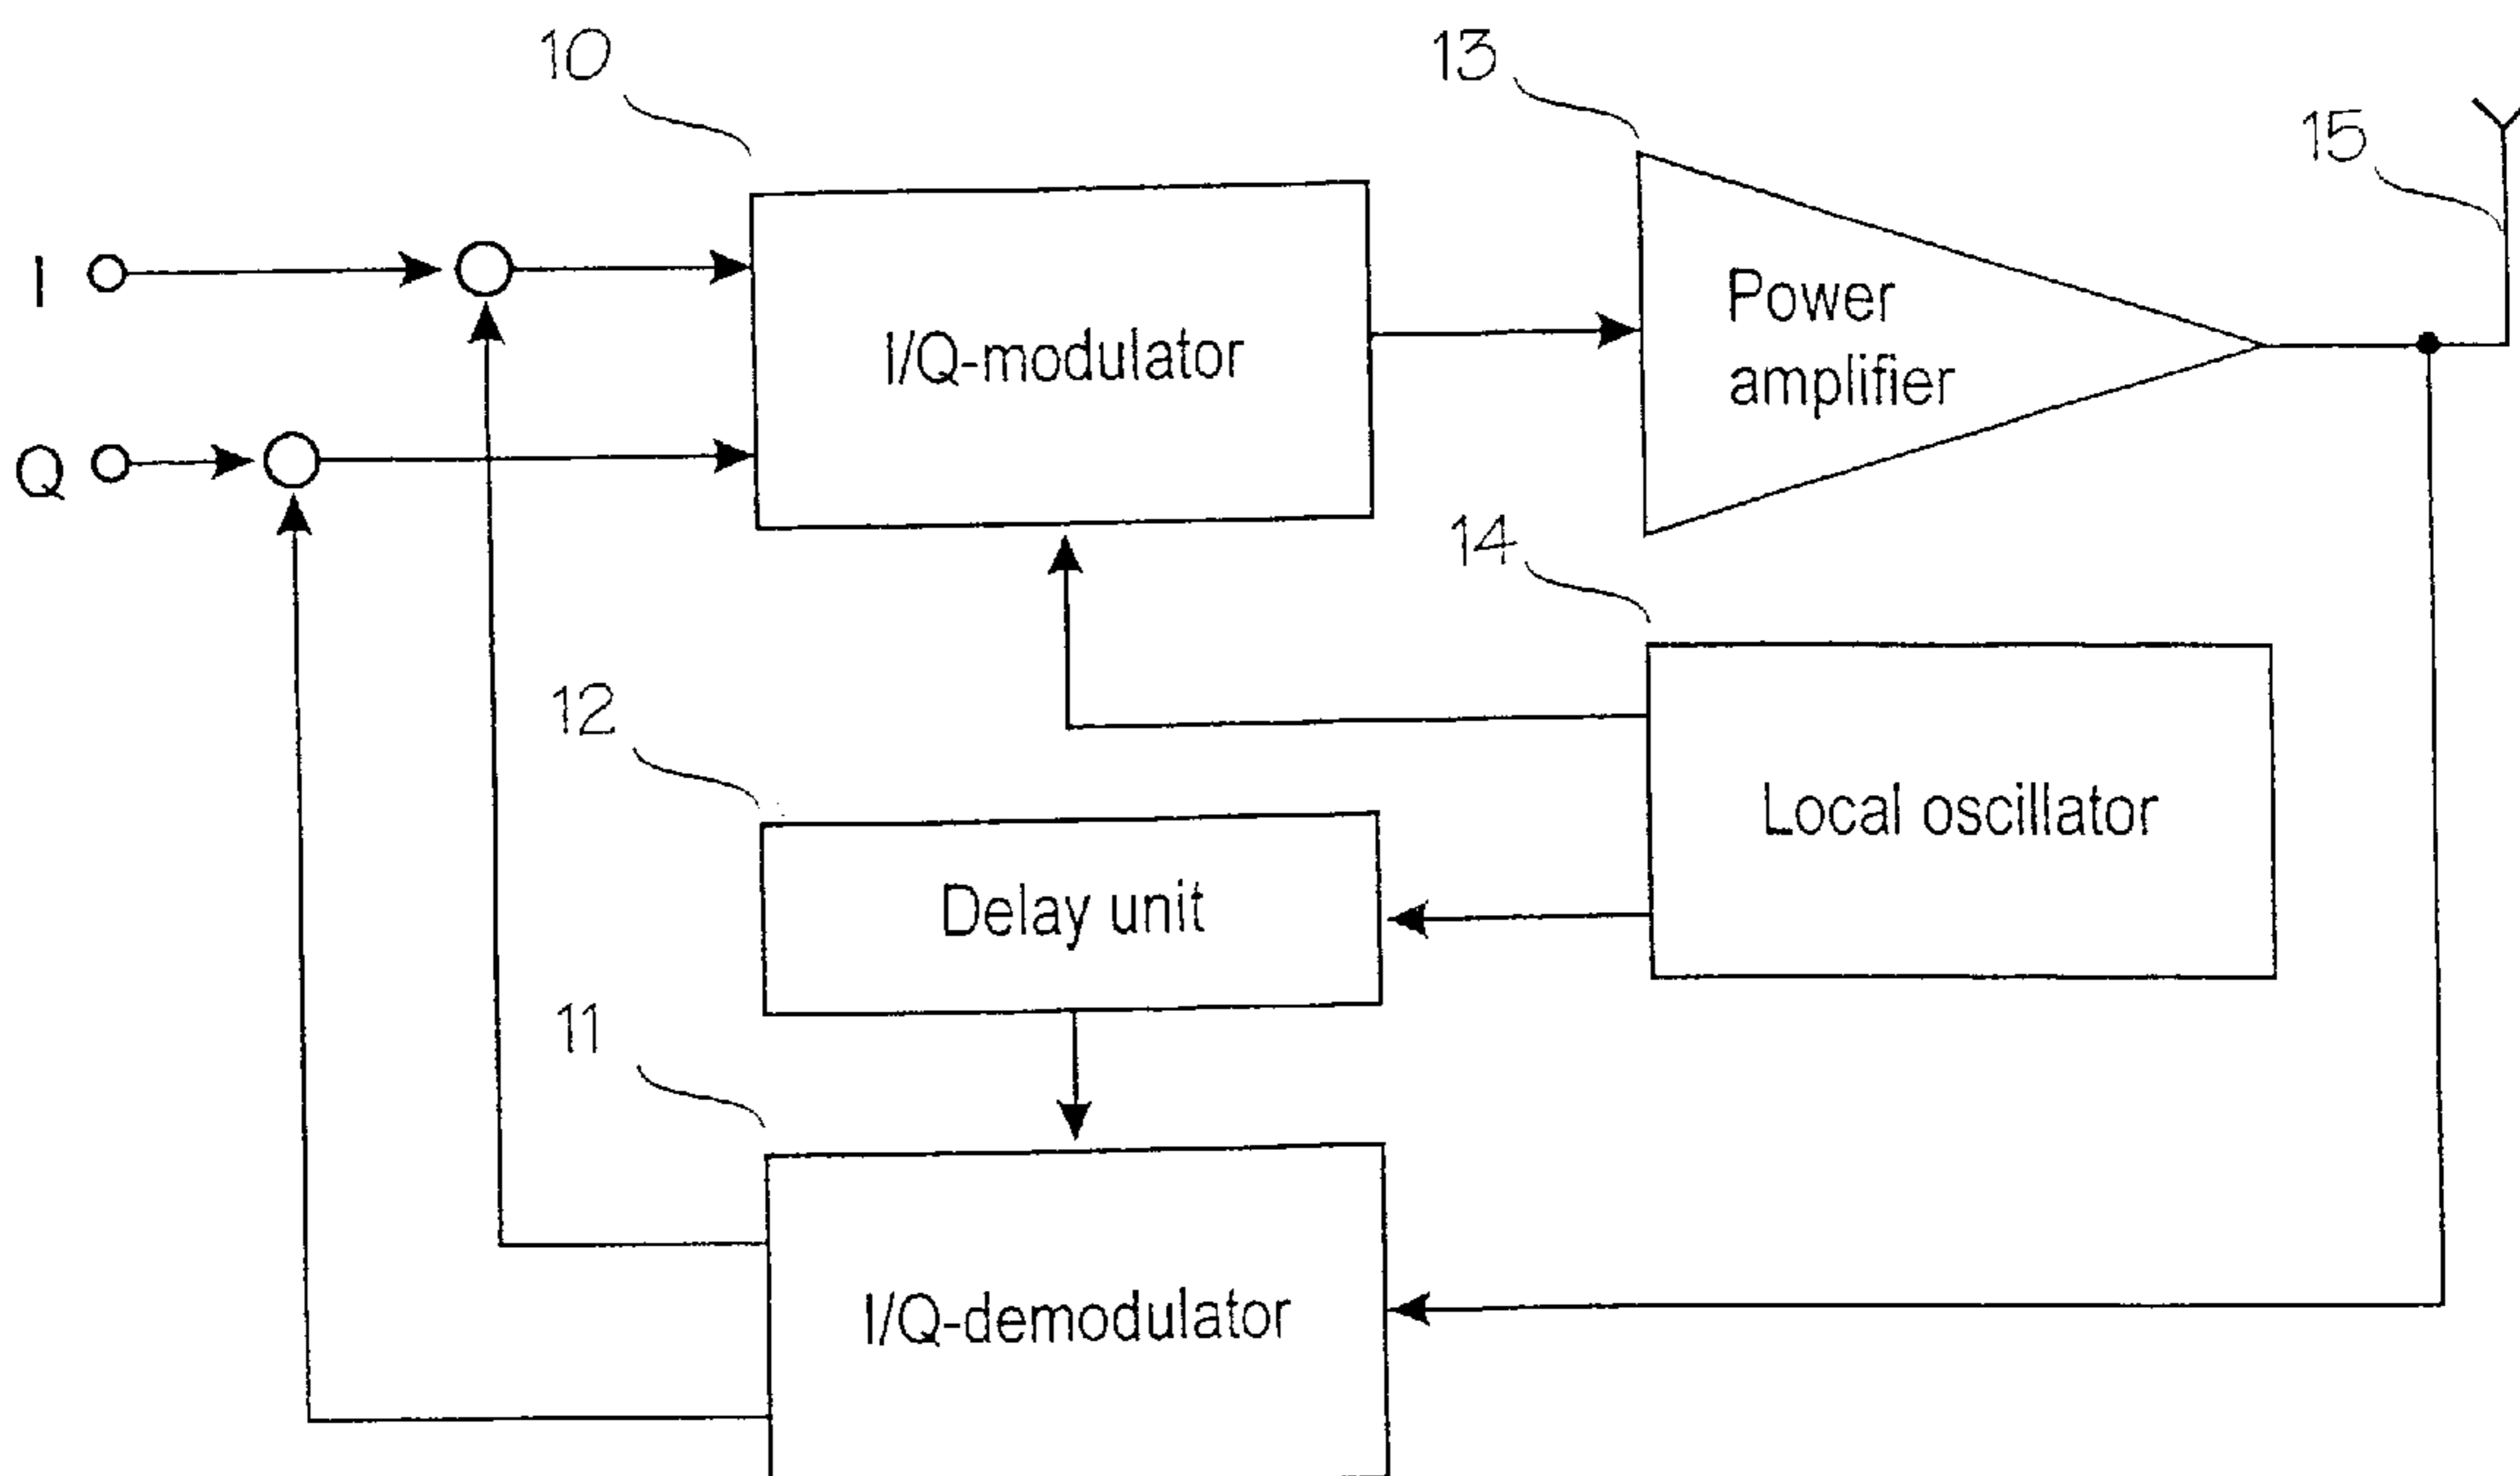 10
13
15
I
I/Q-modulator
Power
amplifier
Q
14
12
Local oscillator
Delay unit
11
I/Q-demodulator